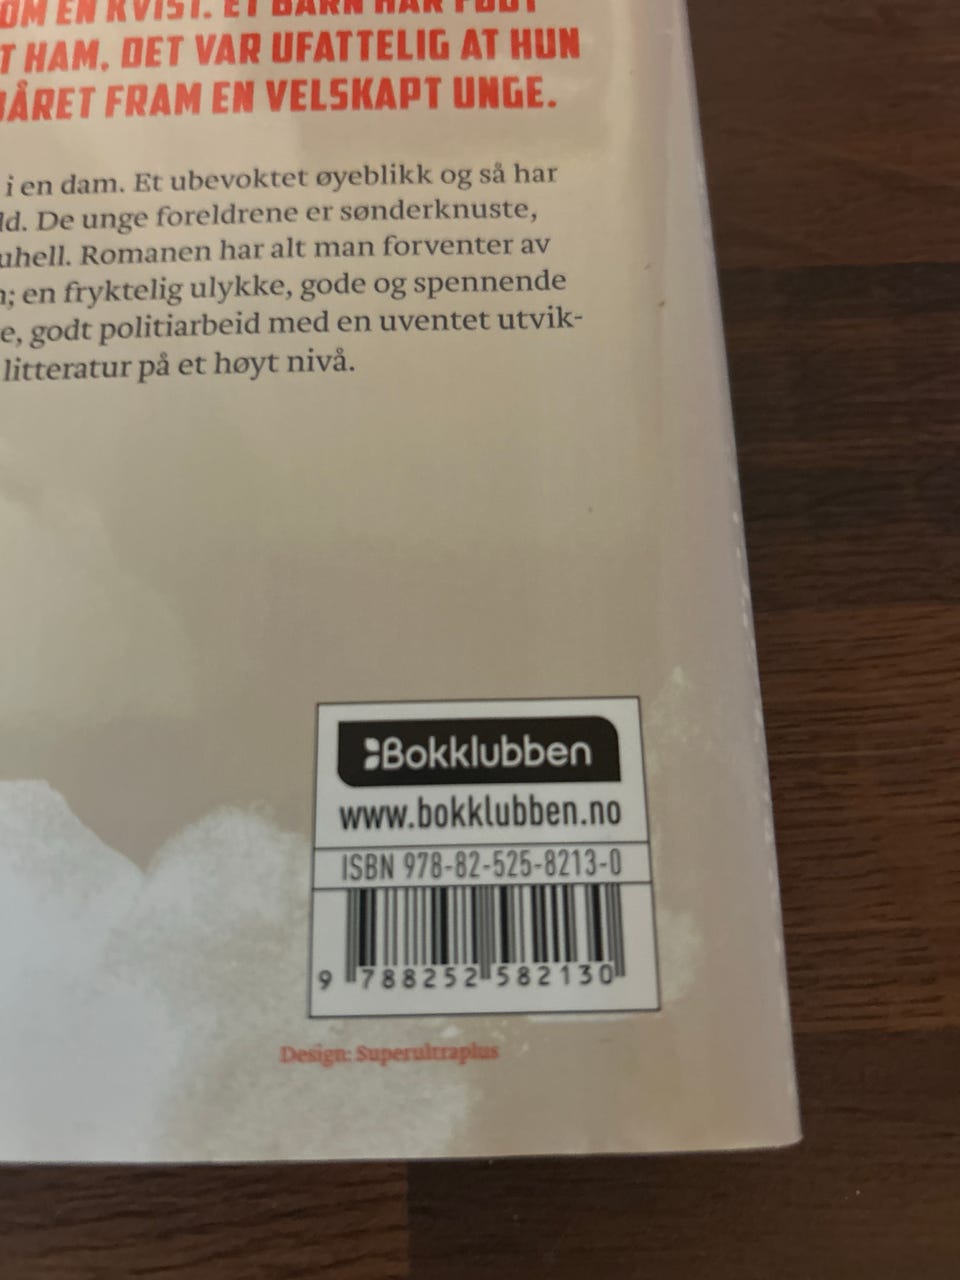 OM EN KVIST. ET BARN HAR FØDT
T HAM. DET VAR UFATTELIG AT HUN
BÅRET FRAM EN VELSKAPT UNGE.
i en dam. Et ubevoktet øyeblikk og så har
ld. De unge foreldrene er sønderknuste,
uhell. Romanen har alt man forventer av
n; en fryktelig ulykke, gode og spennende
e, godt politiarbeid med en uventet utvik-
litteratur på et høyt nivå.
Bokklubben
www.bokklubben.no
ISBN 978-82-525-8213-0
9 788252 582130
Design: Superultraplus